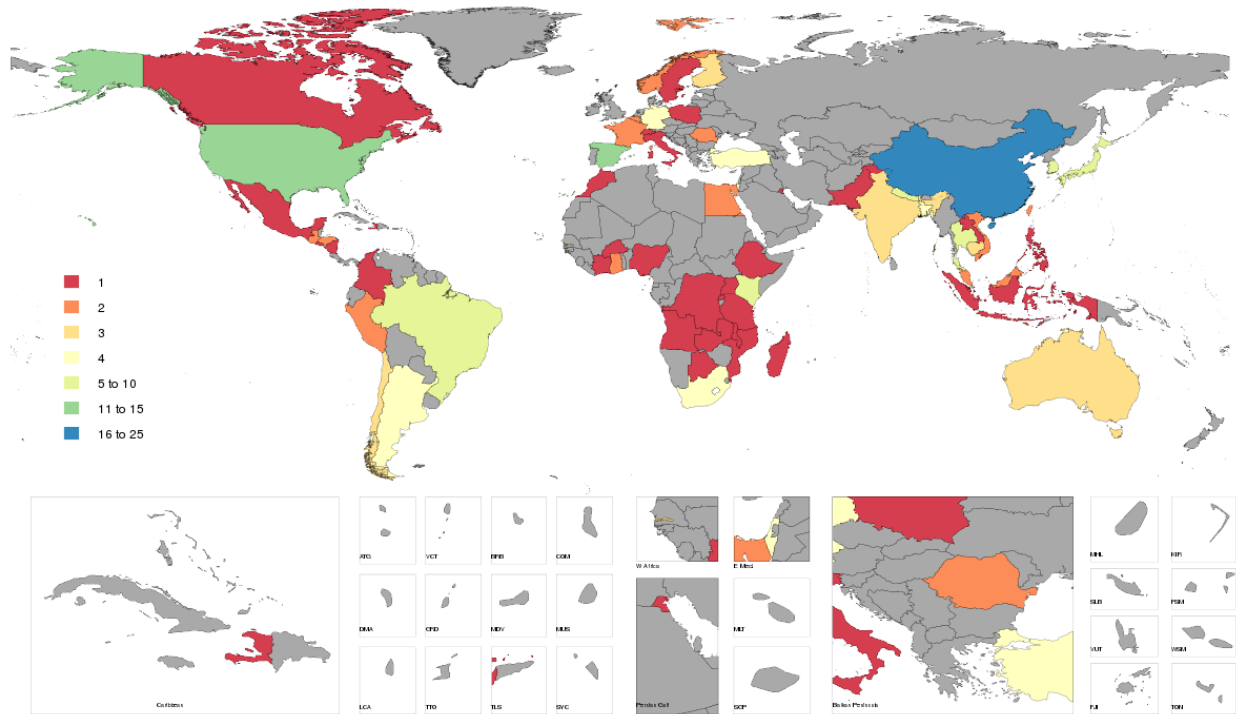 1
2
3
4
5 to 10
11 to 15
16 to 25
Caribbean
ATG
VCT
BRB
COM
DMA
GRD
MDV
MUS
LCA
TTO
TLS
SYC
W Africa
E Med.
Persian Gulf
MLT
SGP
Balkan Peninsula
MHL
KIR
SLB
FSM
VUT
WSM
FJI
TON